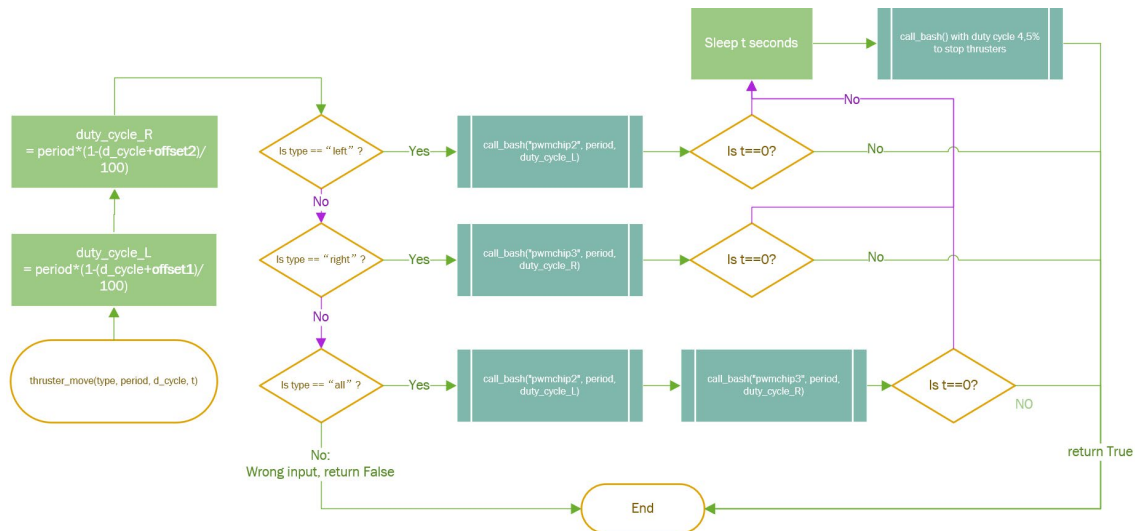 thruster_move(type, period, d_cycle, t)
duty_cycle_L
= period*(1-(d_cycle+offset1)/
100)
duty_cycle_R
= period*(1-(d_cycle+offset2)/
100)
Is type == “left” ?
Yes
call_bash("pwmchip2", period,
duty_cycle_L)
Is t==0?
No
No
Sleep t seconds
call_bash() with duty cycle 4,5%
to stop thrusters
No
Is type == “right” ?
Yes
call_bash("pwmchip3", period,
duty_cycle_R)
Is t==0?
No
No
Is type == “all” ?
Yes
call_bash("pwmchip2", period,
duty_cycle_L)
call_bash("pwmchip3", period,
duty_cycle_R)
Is t==0?
NO
No:
Wrong input, return False
return True
End